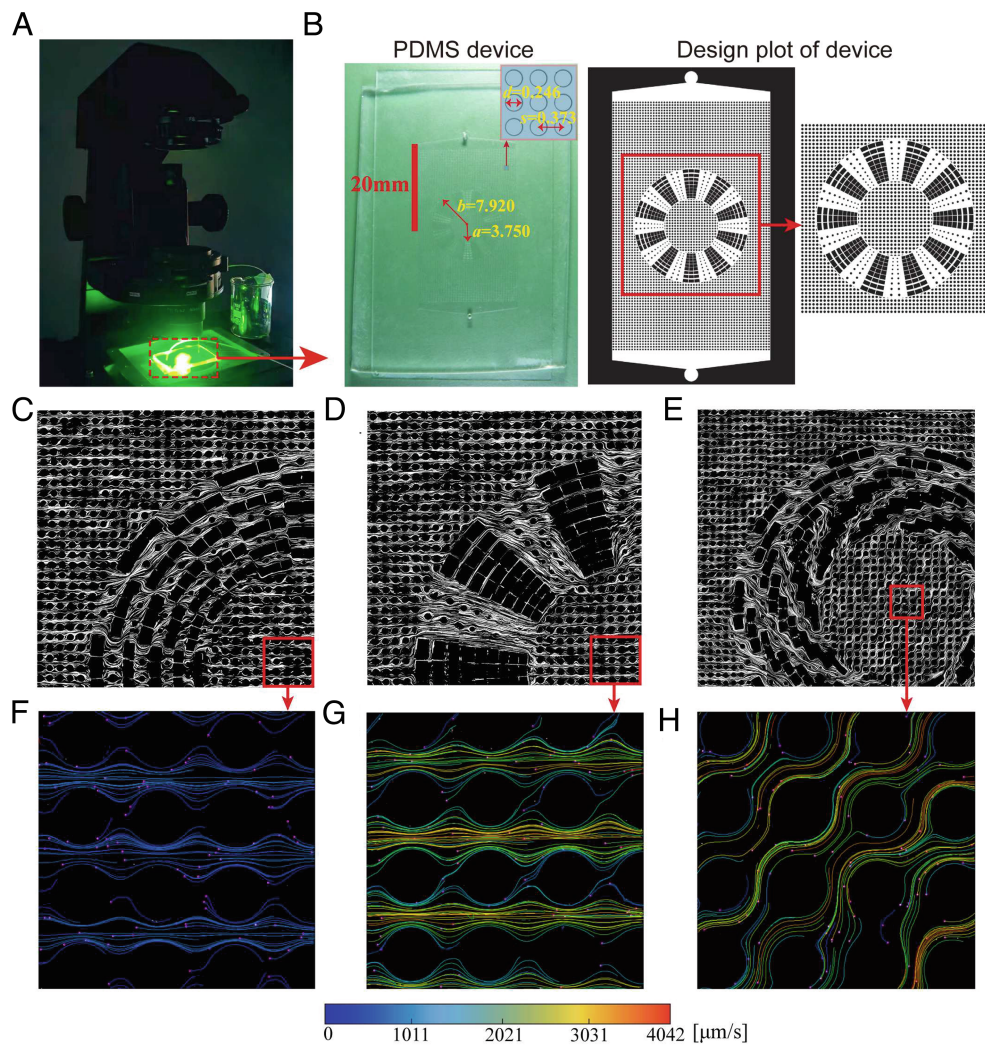 A
B
PDMS device
Design plot of device
d=0.246
s=0.373
20mm
b=7.920
a=3.750
C
D
E
F
G
H
0 1011 2021 3031 4042 [μm/s]